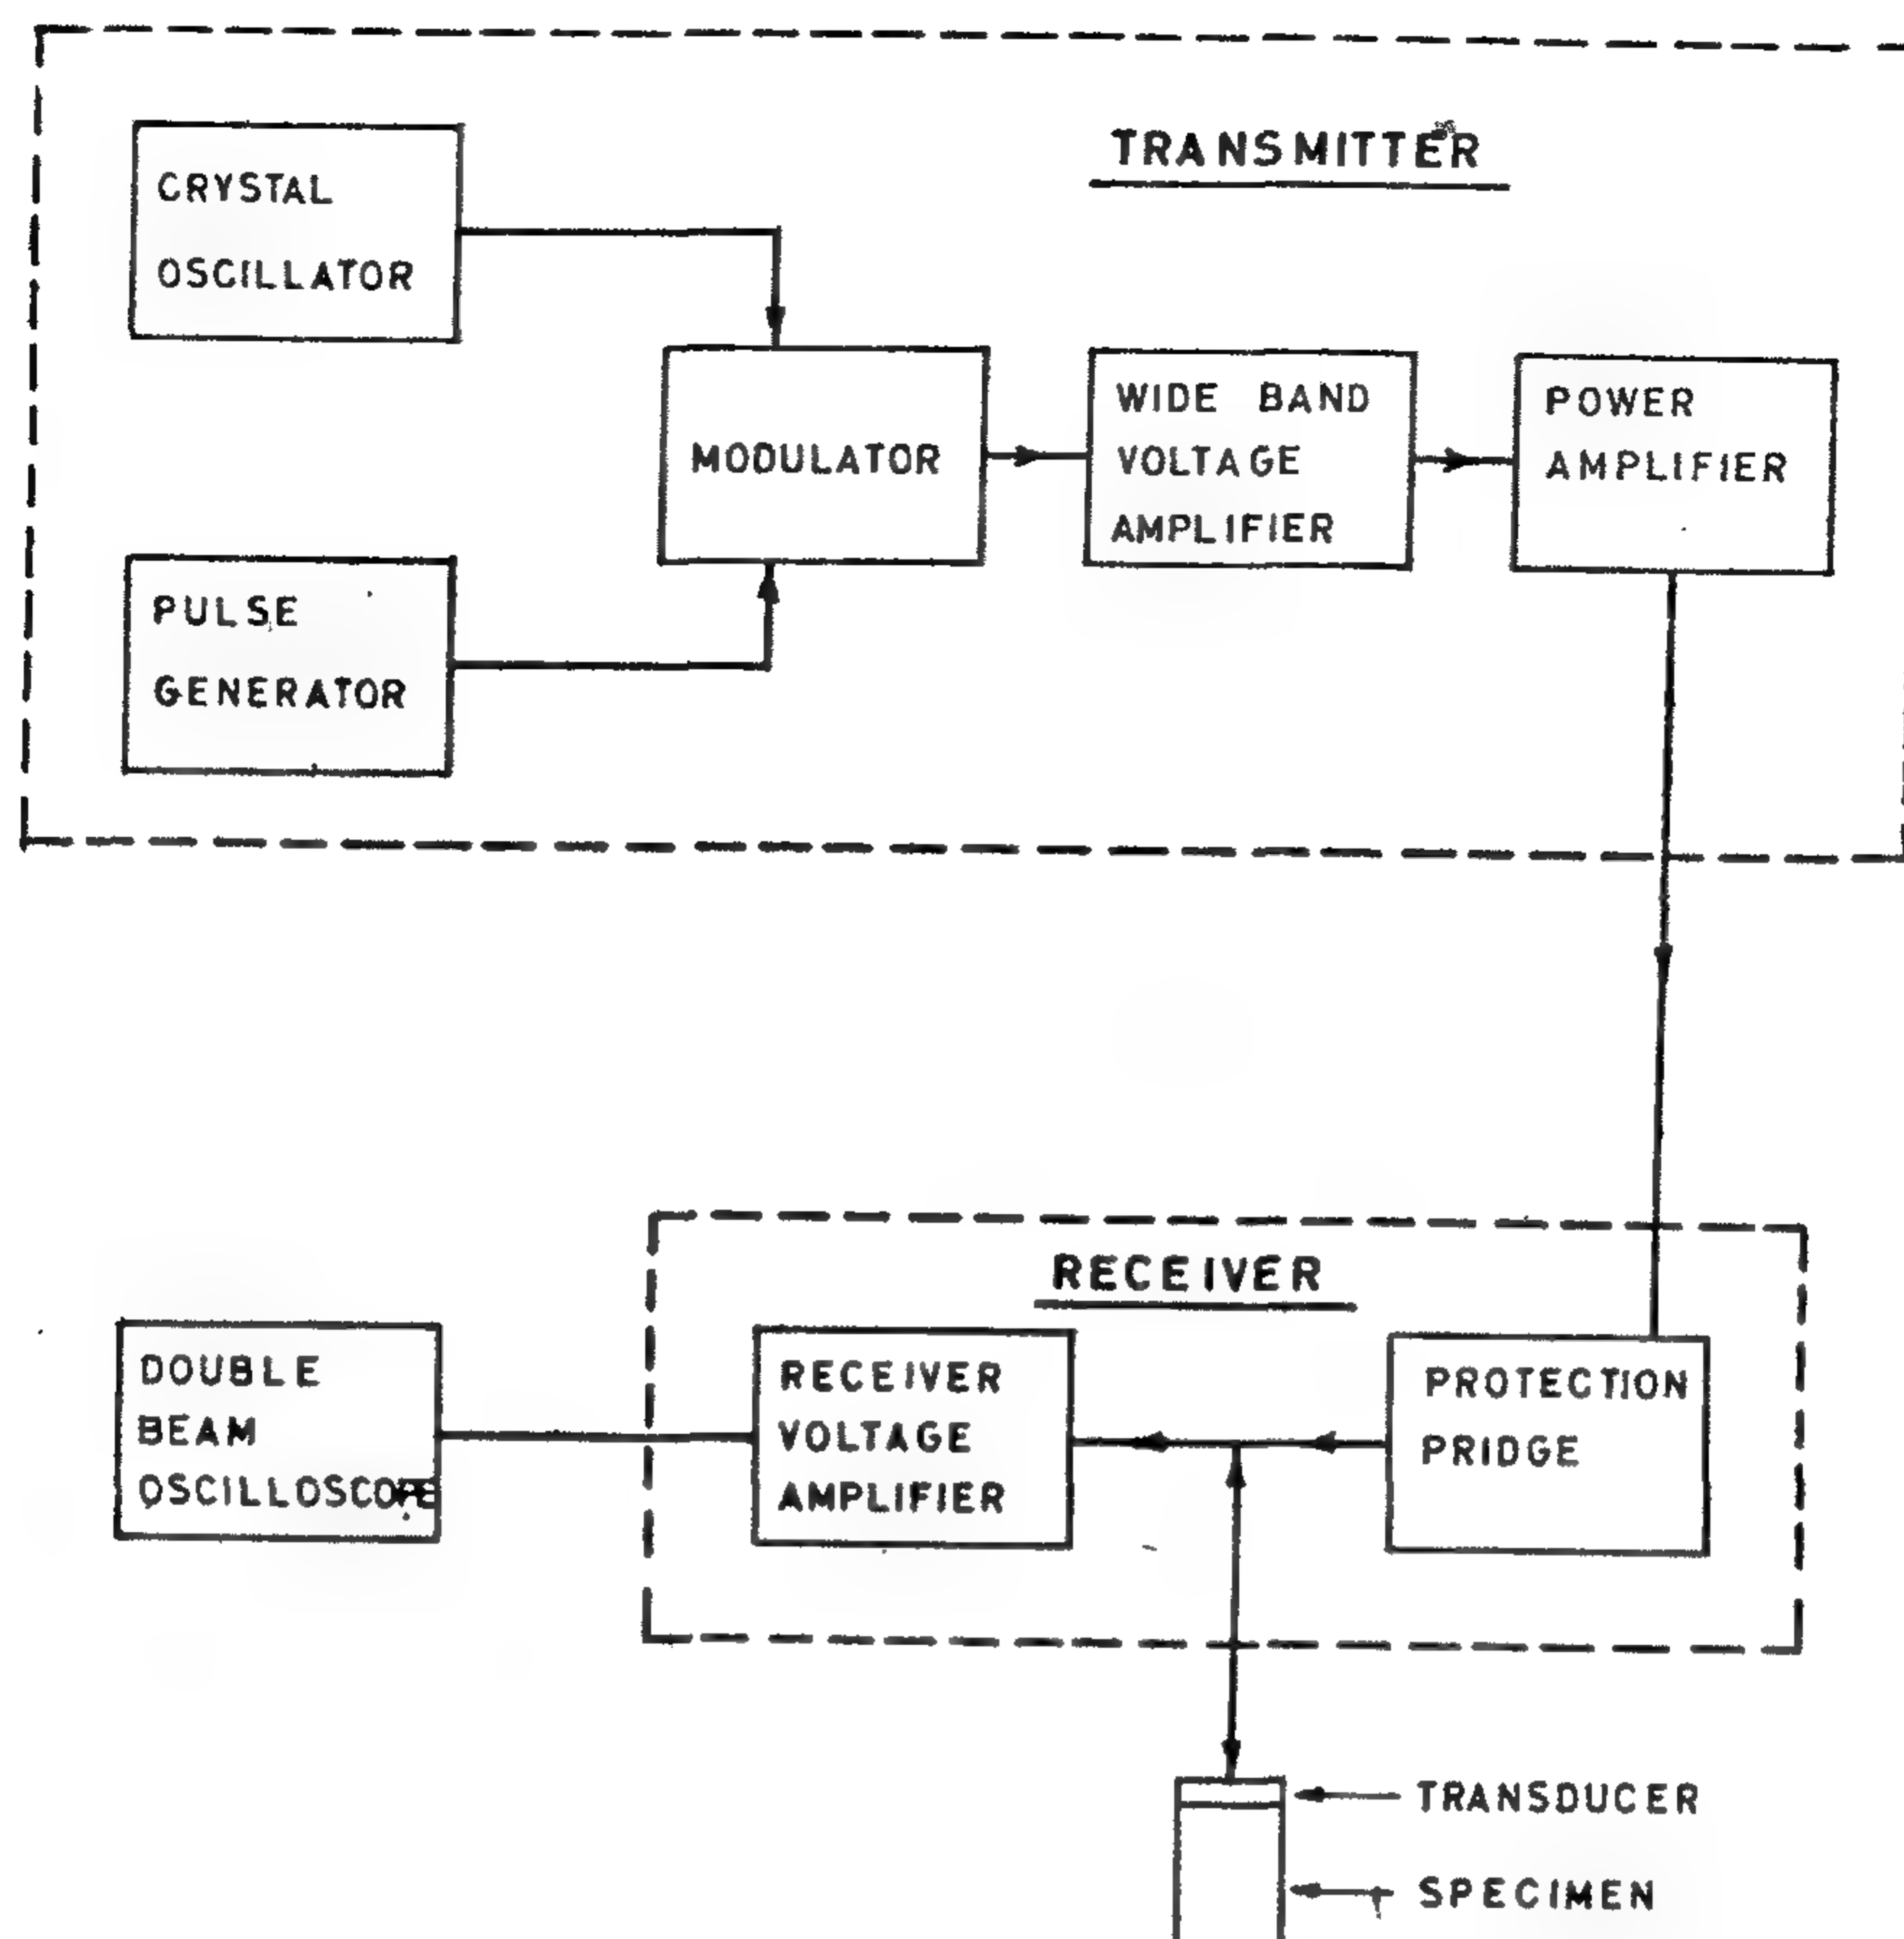 TRANSMITTER
CRYSTAL
OSCILLATOR
MODULATOR
WIDE BAND
VOLTAGE
AMPLIFIER
POWER
AMPLIFIER
PULSE
GENERATOR
RECEIVER
DOUBLE
BEAM
OSCILLOSCOPE
RECEIVER
VOLTAGE
AMPLIFIER
PROTECTION
PRIDGE
TRANSDUCER
SPECIMEN